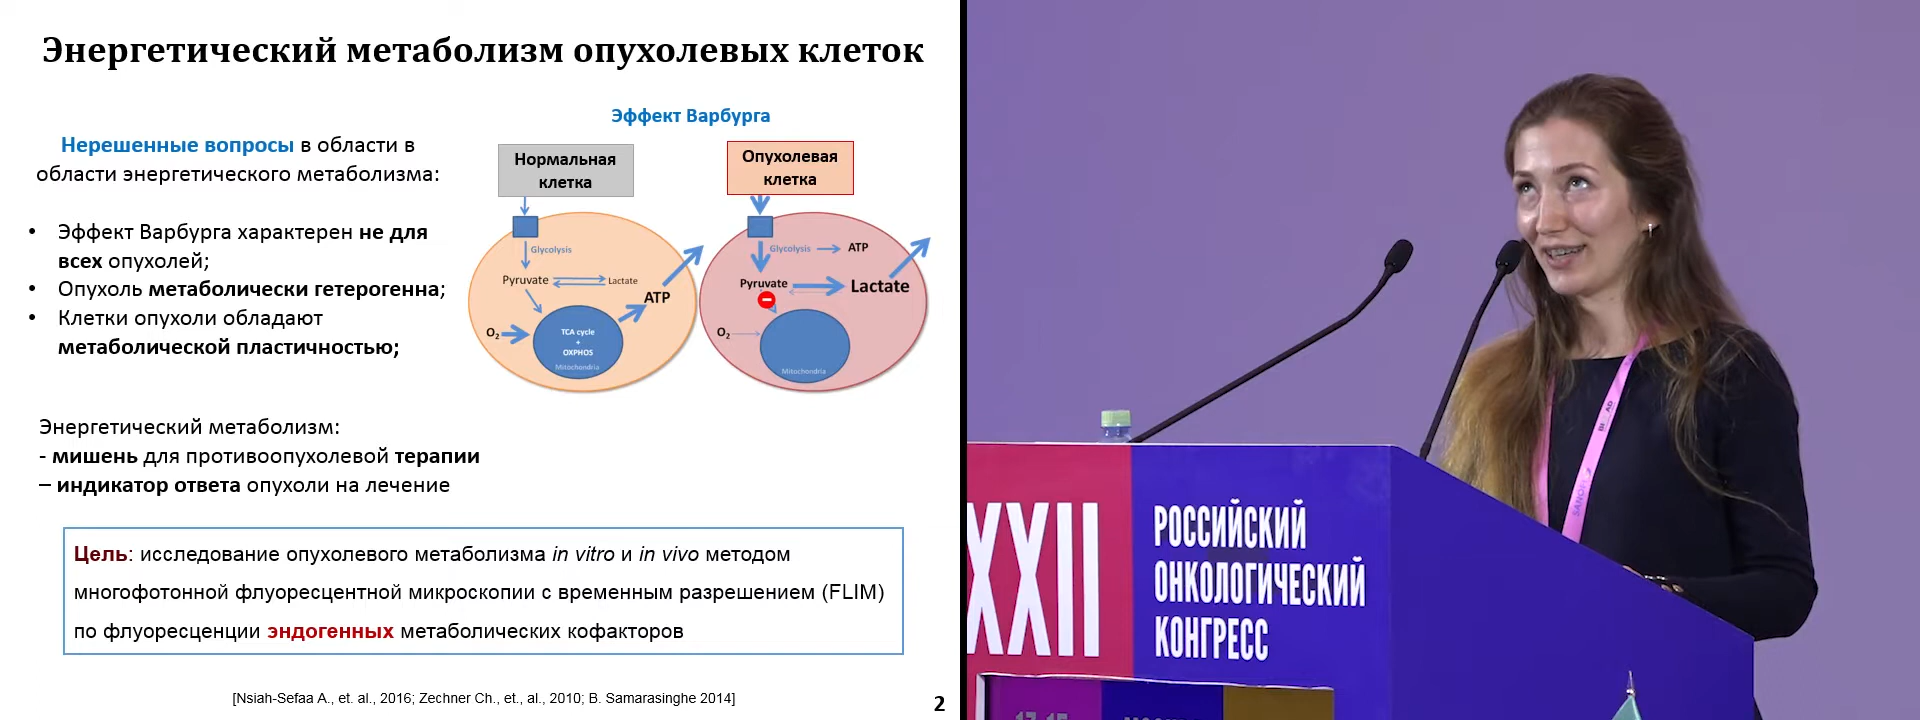 Энергетический метаболизм опухолевых клеток
Нерешенные вопросы в области в
области энергетического метаболизма:
• Эффект Варбурга характерен не для
всех опухолей;
• Опухоль метаболически гетерогенна;
• Клетки опухоли обладают
метаболической пластичностью;
Эффект Варбурга
Нормальная
клетка
Glycolysis
Pyruvate
Lactate
ATP
O2
TCA cycle
+
OXPHOS
Mitochondria
Опухолевая
клетка
Glycolysis
ATP
Pyruvate
Lactate
O2
Mitochondria
Энергетический метаболизм:
- мишень для противоопухолевой терапии
– индикатор ответа опухоли на лечение
Цель: исследование опухолевого метаболизма in vitro и in vivo методом
многофотонной флуоресцентной микроскопии с временным разрешением (FLIM)
по флуоресценции эндогенных метаболических кофакторов
[Nsiah-Sefaa A., et. al., 2016; Zechner Ch., et., al., 2010; B. Samarasinghe 2014]
2
XXII
РОССИЙСКИЙ
ОНКОЛОГИЧЕСКИЙ
КОНГРЕСС